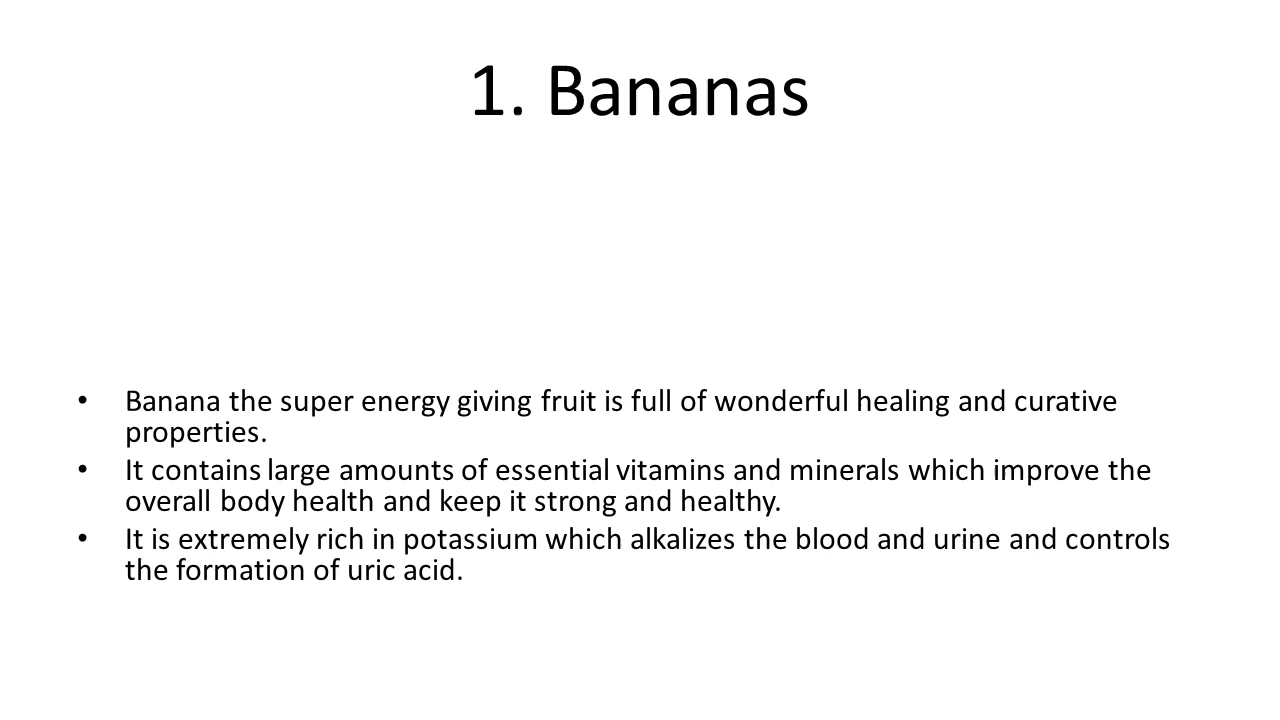 1. Bananas
• Banana the super energy giving fruit is full of wonderful healing and curative
properties.
• It contains large amounts of essential vitamins and minerals which improve the
overall body health and keep it strong and healthy.
• It is extremely rich in potassium which alkalizes the blood and urine and controls
the formation of uric acid.